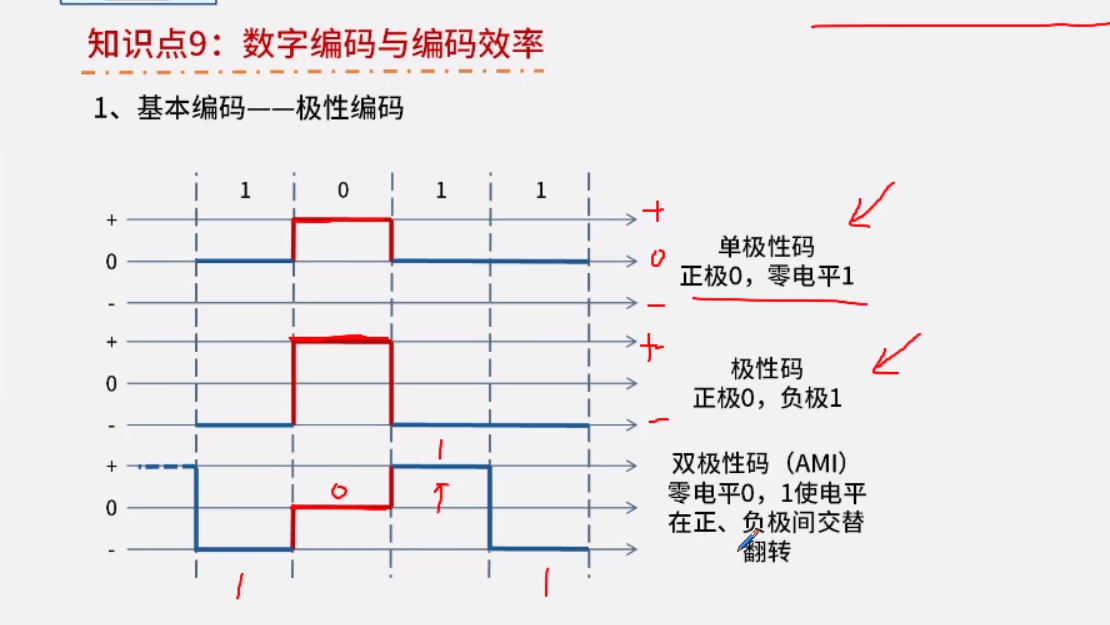 知识点9：数字编码与编码效率
1、基本编码——极性编码
1 0 1 1
+ +
0 0
- -
单极性码
正极0，零电平1
+ +
0
- -
极性码
正极0，负极1
+ 1
0 0
-
双极性码（AMI）
零电平0，1使电平
在正、负极间交替
翻转
1 1